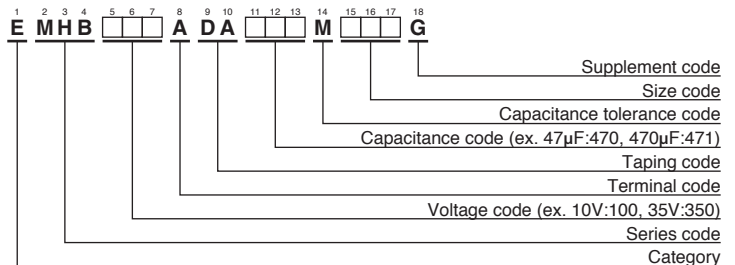 1 2 3 4 5 6 7 8 9 10 11 12 13 14 15 16 17 18
E MHB A DA M G
Supplement code
Size code
Capacitance tolerance code
Capacitance code (ex. 47μF:470, 470μF:471)
Taping code
Terminal code
Voltage code (ex. 10V:100, 35V:350)
Series code
Category